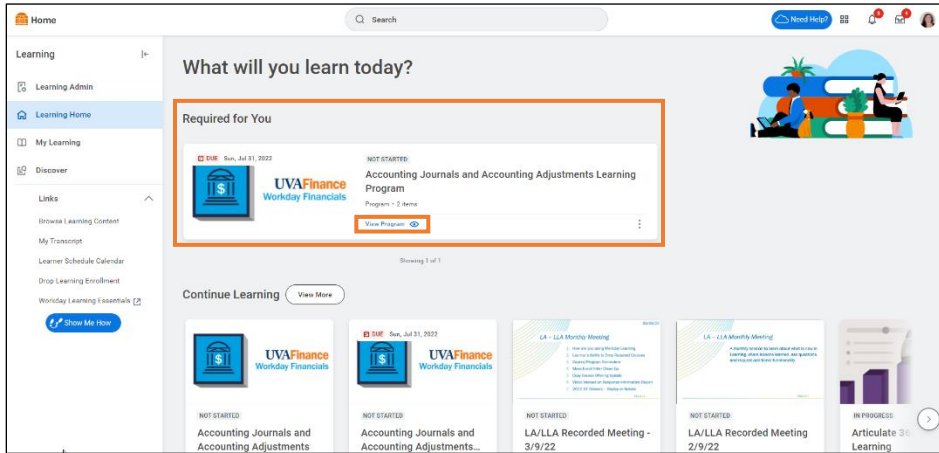 Home
Search
Need Help?
Learning
Learning Admin
Learning Home
My Learning
Discover
Links
Browse Learning Content
My Transcript
Learner Schedule Calendar
Drop Learning Enrollment
Workday Learning Essentials
Show Me How
What will you learn today?
Required for You
DUE Sun, Jul 31, 2022
UVAFinance
Workday Financials
NOT STARTED
Accounting Journals and Accounting Adjustments Learning
Program
Program • 2 items
View Program
Showing 1 of 1
Continue Learning
View More
UVAFinance
Workday Financials
NOT STARTED
Accounting Journals and
Accounting Adjustments
DUE Sun, Jul 31, 2022
UVAFinance
Workday Financials
NOT STARTED
Accounting Journals and
Accounting Adjustments...
LA – LLA Monthly Meeting
NOT STARTED
LA/LLA Recorded Meeting -
3/9/22
LA – LLA Monthly Meeting
NOT STARTED
LA/LLA Recorded Meeting
2/9/22
IN PROGRESS
Articulate
Learning